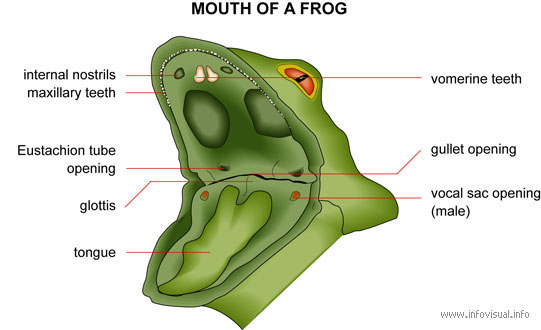 MOUTH OF A FROG
internal nostrils
maxillary teeth
vomerine teeth
Eustachion tube
opening
gullet opening
glottis
vocal sac opening
(male)
tongue
www.infovisual.info